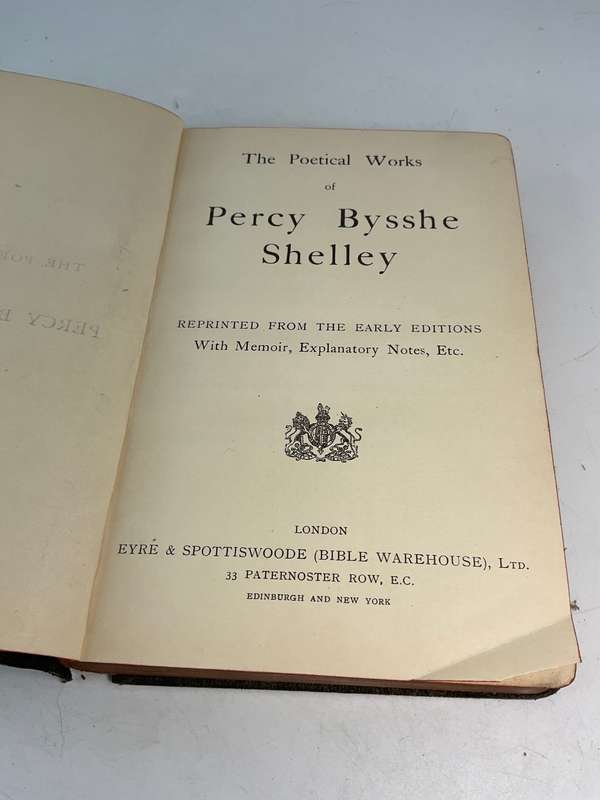 The Poetical Works
of
Percy Bysshe
Shelley
REPRINTED FROM THE EARLY EDITIONS
With Memoir, Explanatory Notes, Etc.
LONDON
EYRE & SPOTTISWOODE (BIBLE WAREHOUSE), LTD.
33 PATERNOSTER ROW, E.C.
EDINBURGH AND NEW YORK